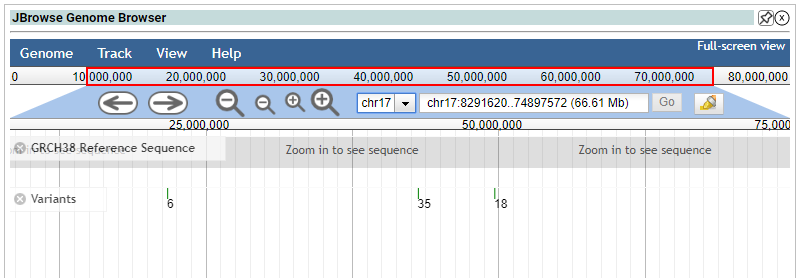 JBrowse Genome Browser
Genome Track View Help Full-screen view
0 10,000,000 20,000,000 30,000,000 40,000,000 50,000,000 60,000,000 70,000,000 80,000,000
chr17 chr17:8291620..74897572 (66.61 Mb) Go
25,000,000 50,000,000 75,000
GRCH38 Reference Sequence Zoom in to see sequence Zoom in to see sequence
Variants 6 35 18